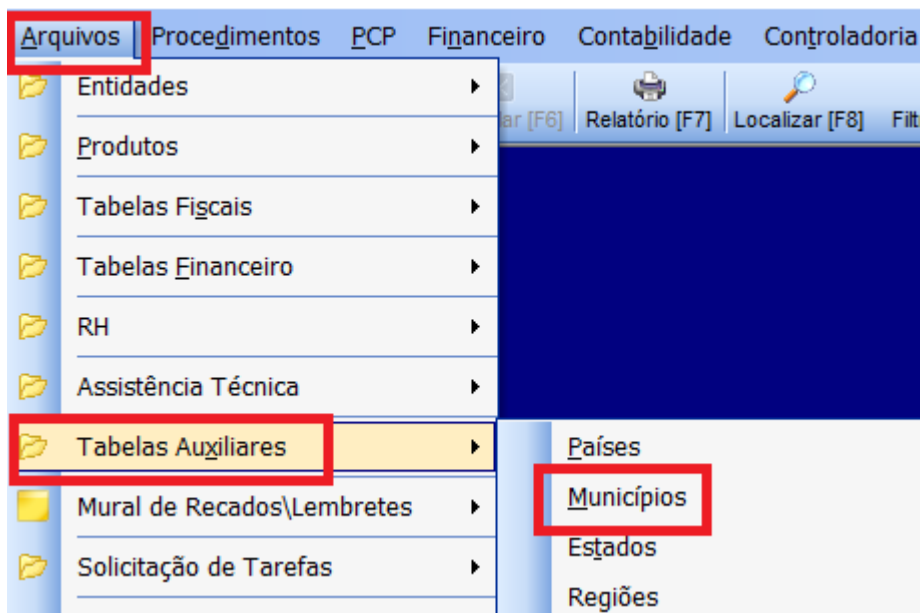 Arquivos Procedimentos PCP Financeiro Contabilidade Controladoria
ar [F6] Relatório [F7] Localizar [F8] Filt
Entidades
Produtos
Tabelas Fiscais
Tabelas Financeiro
RH
Assistência Técnica
Tabelas Auxiliares
Mural de Recados\Lembretes
Solicitação de Tarefas
Países
Municípios
Estados
Regiões